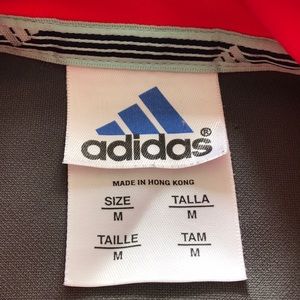 adidas®
MADE IN HONG KONG
SIZE TALLA
M M
TAILLE TAM
M M